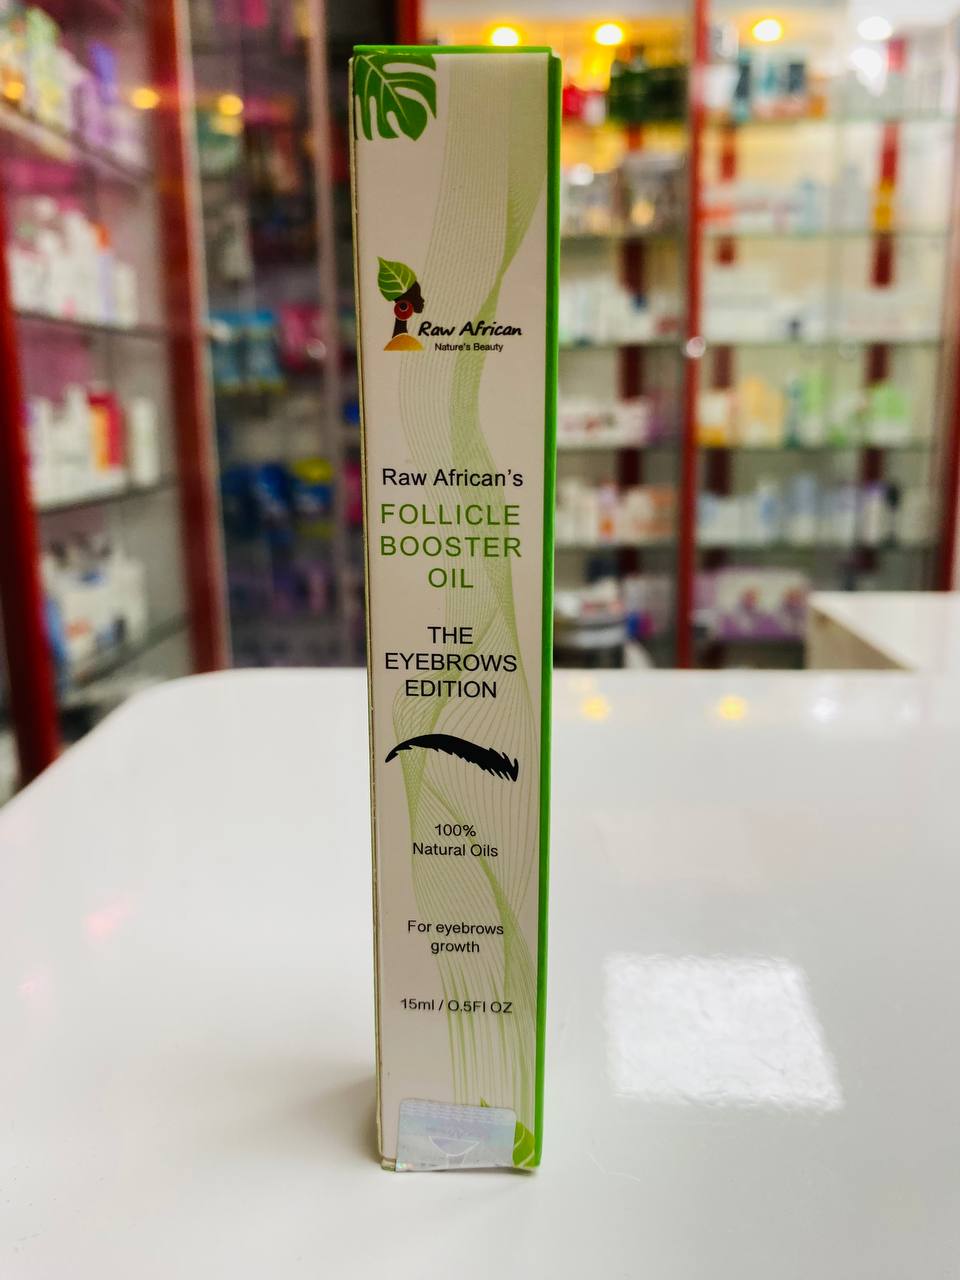 Raw African
Nature's Beauty
Raw African's
FOLLICLE
BOOSTER
OIL
THE
EYEBROWS
EDITION
100%
Natural Oils
For eyebrows
growth
15ml / 0.5Fl OZ